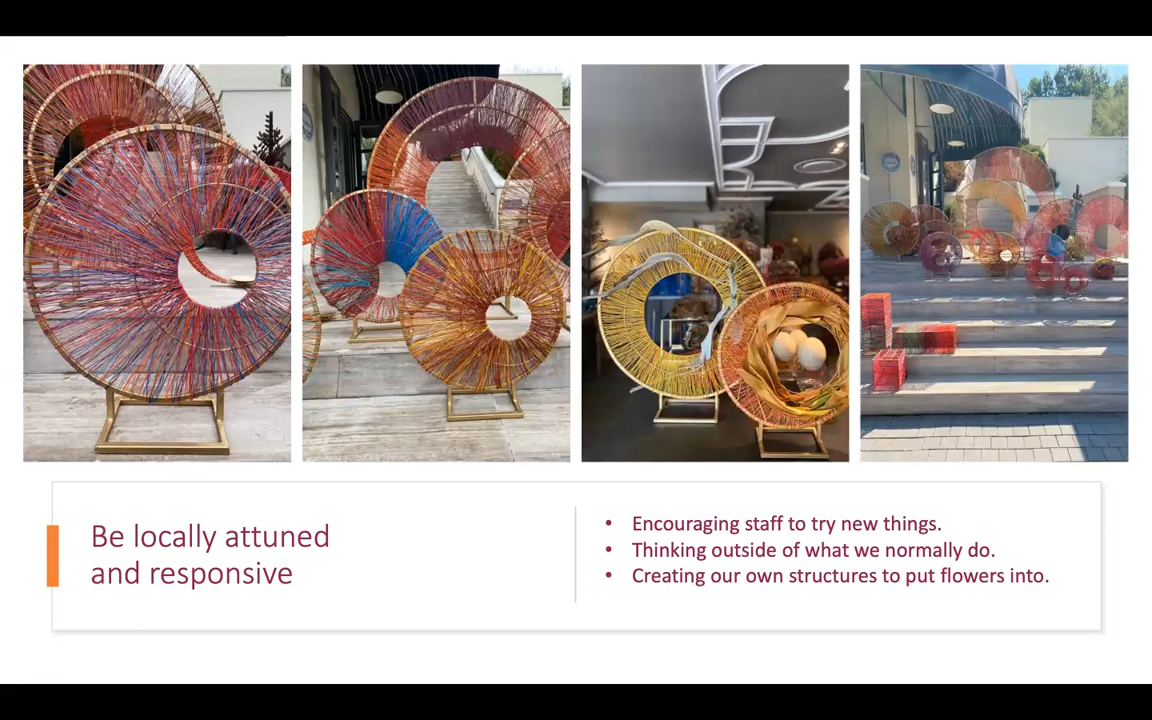 Be locally attuned
and responsive
• Encouraging staff to try new things.
• Thinking outside of what we normally do.
• Creating our own structures to put flowers into.